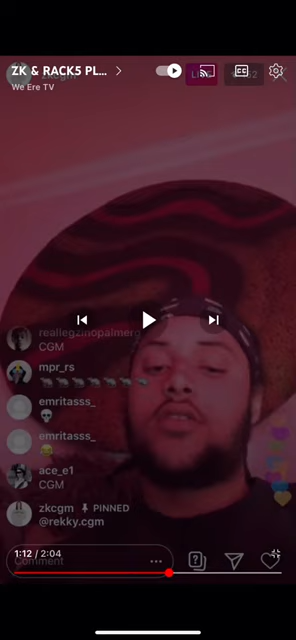 ZK & RACK5 PL...
We Ere TV
reallegzinopalmero
CGM
mpr_rs
emritasss_
emritasss_
ace_e1
CGM
zkcgm PINNED
@rekky.cgm
1:12 / 2:04
Comment